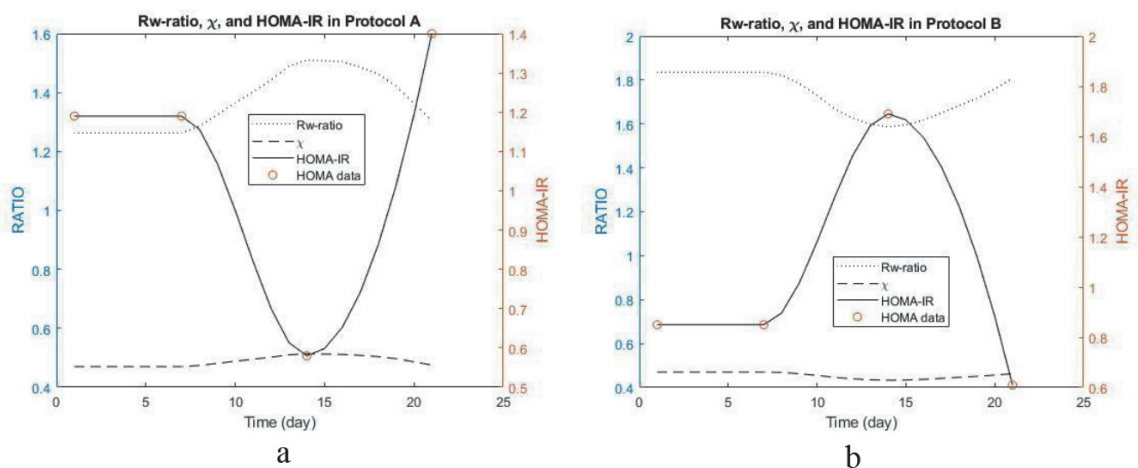 Rw-ratio, χ, and HOMA-IR in Protocol A
1.6
1.4
1.2
1
0.8
0.6
0.4
RATIO
1.4
1.3
1.2
1.1
1
0.9
0.8
0.7
0.6
0.5
HOMA-IR
Rw-ratio
χ
HOMA-IR
HOMA data
0 5 10 15 20 25
Time (day)
a
Rw-ratio, χ, and HOMA-IR in Protocol B
2
1.8
1.6
1.4
1.2
1
0.8
0.6
0.4
RATIO
2
1.8
1.6
1.4
1.2
1
0.8
0.6
HOMA-IR
Rw-ratio
χ
HOMA-IR
HOMA data
0 5 10 15 20 25
Time (day)
b